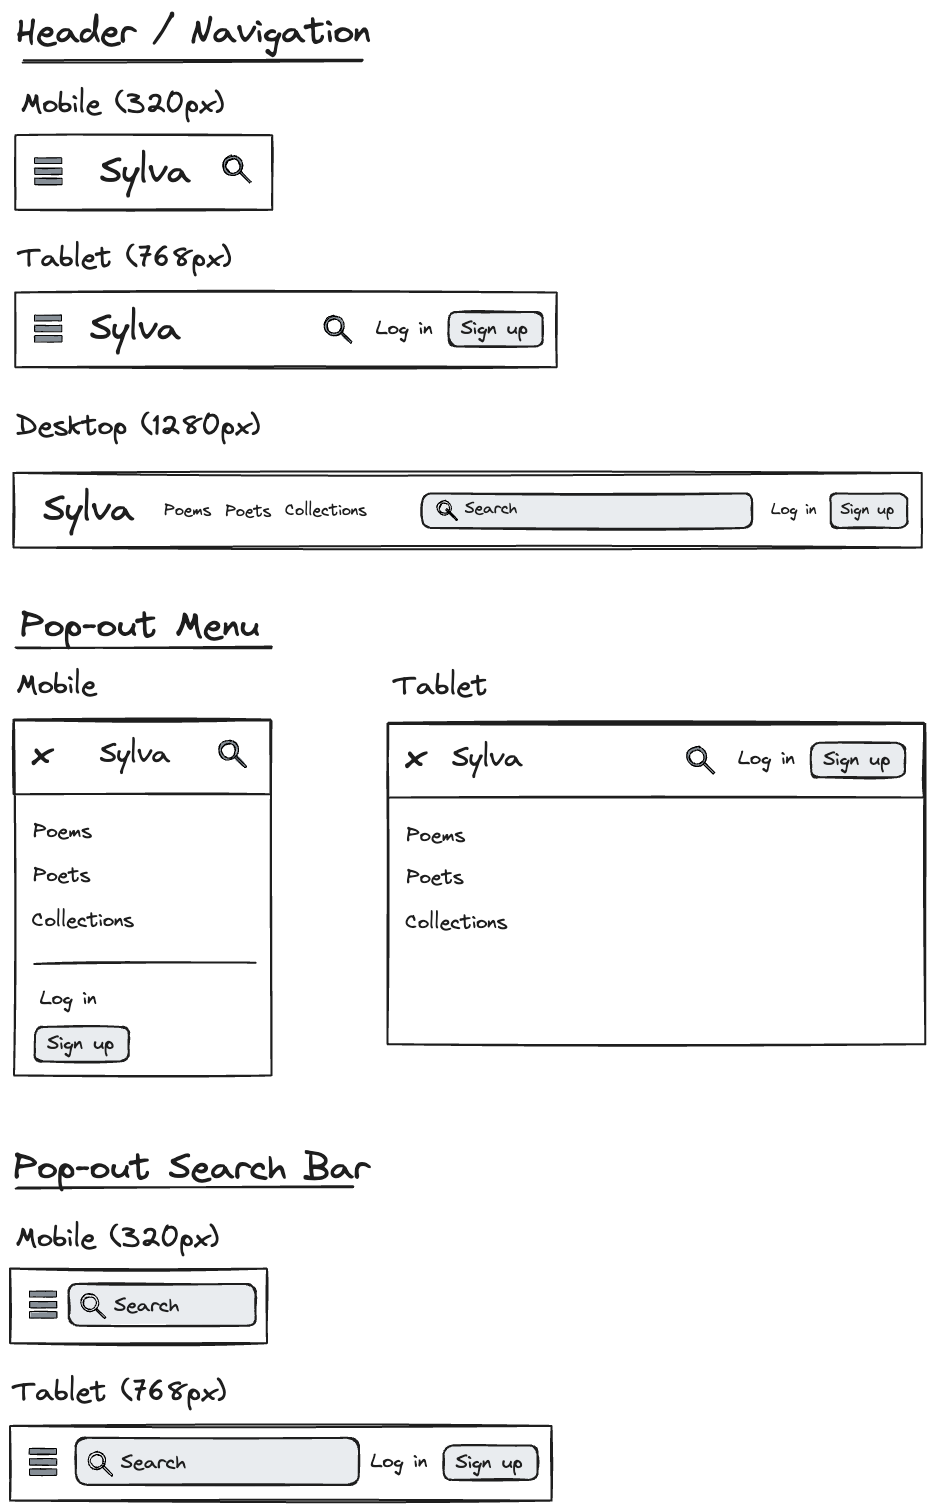 Header / Navigation
Mobile (320px)
Sylva
Tablet (768px)
Sylva Log in Sign up
Desktop (1280px)
Sylva Poems Poets Collections Search Log in Sign up
Pop-out Menu
Mobile
x Sylva
Poems
Poets
Collections
Log in
Sign up
Tablet
x Sylva Log in Sign up
Poems
Poets
Collections
Pop-out Search Bar
Mobile (320px)
Search
Tablet (768px)
Search Log in Sign up